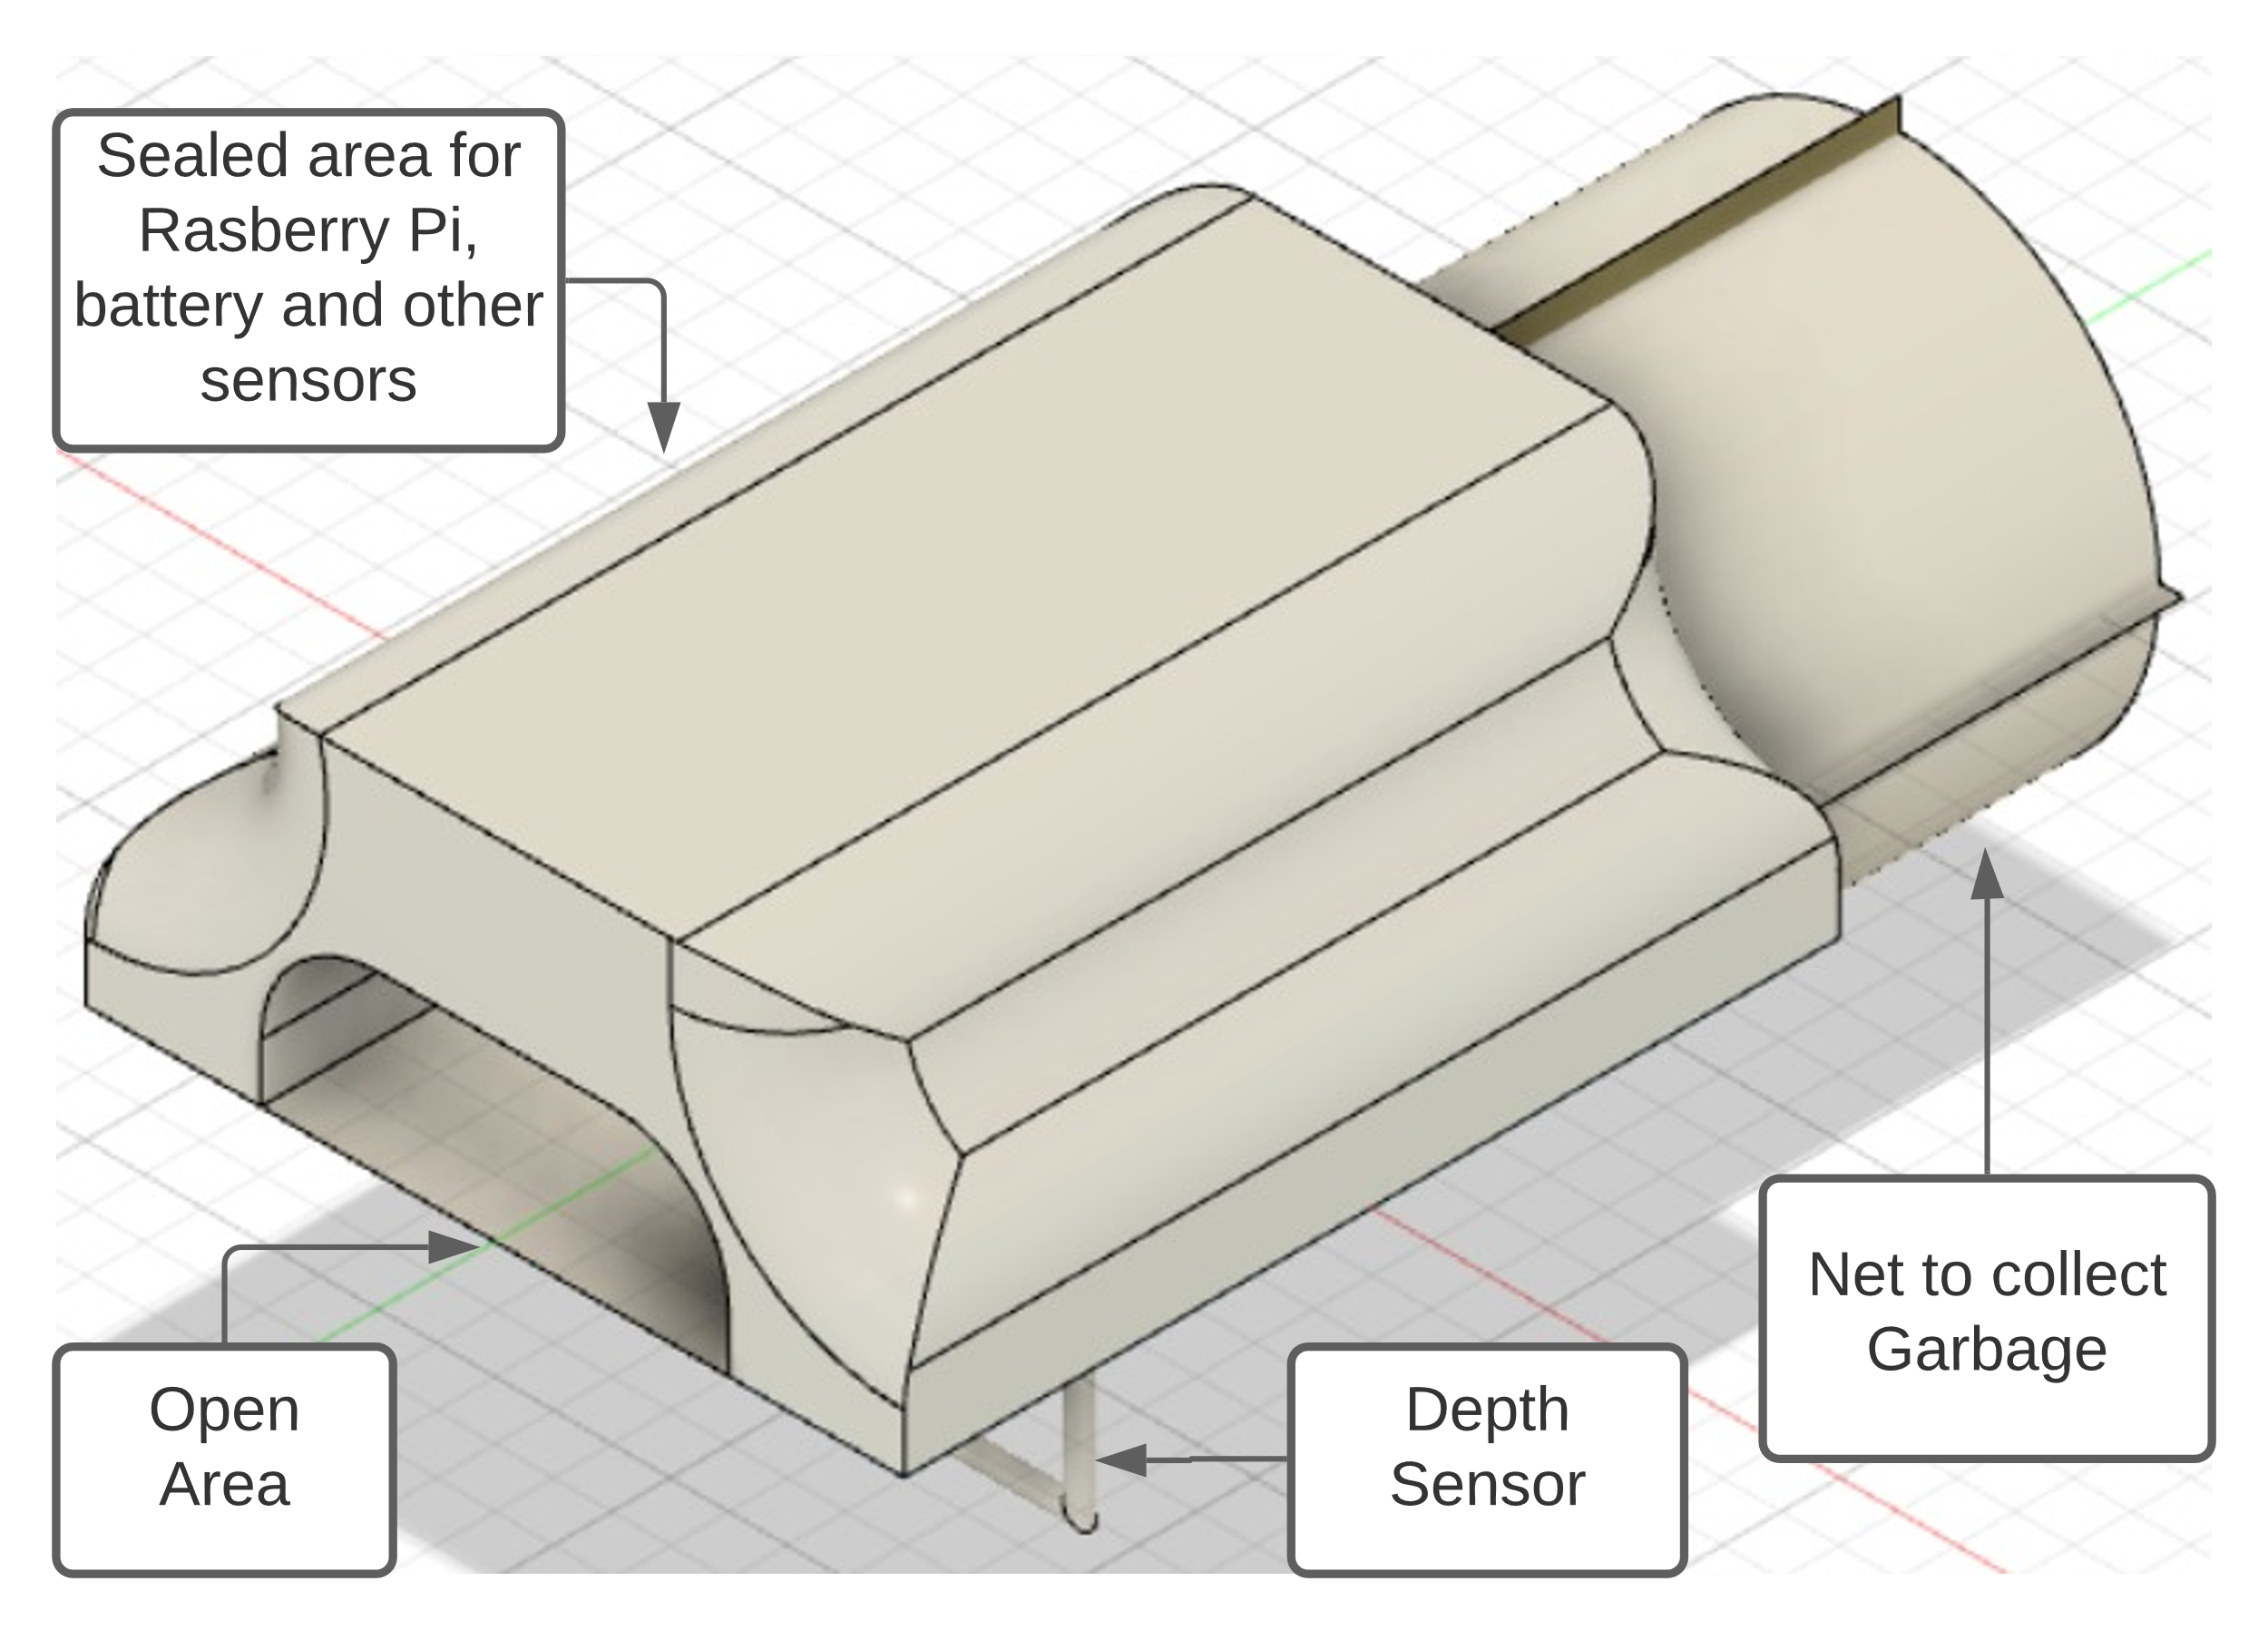 Sealed area for
Rasberry Pi,
battery and other
sensors
Open
Area
Depth
Sensor
Net to collect
Garbage